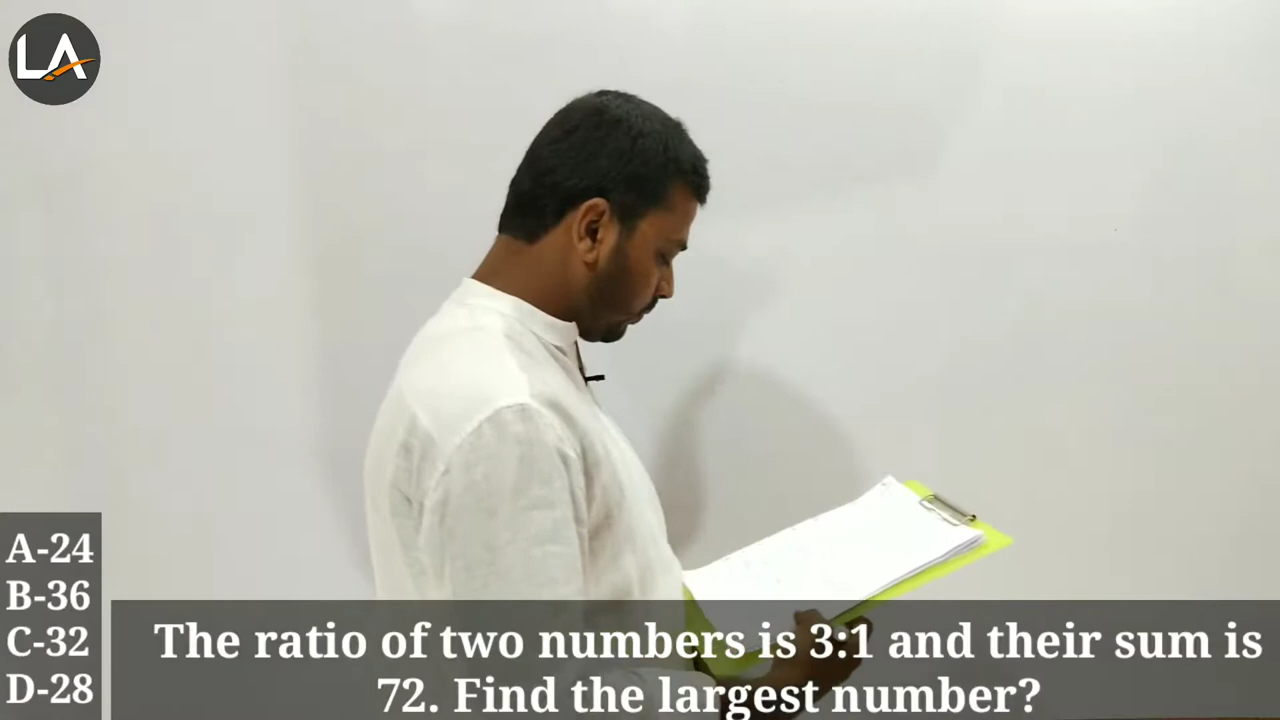 LA
A-24
B-36
C-32
D-28
The ratio of two numbers is 3:1 and their sum is
72. Find the largest number?